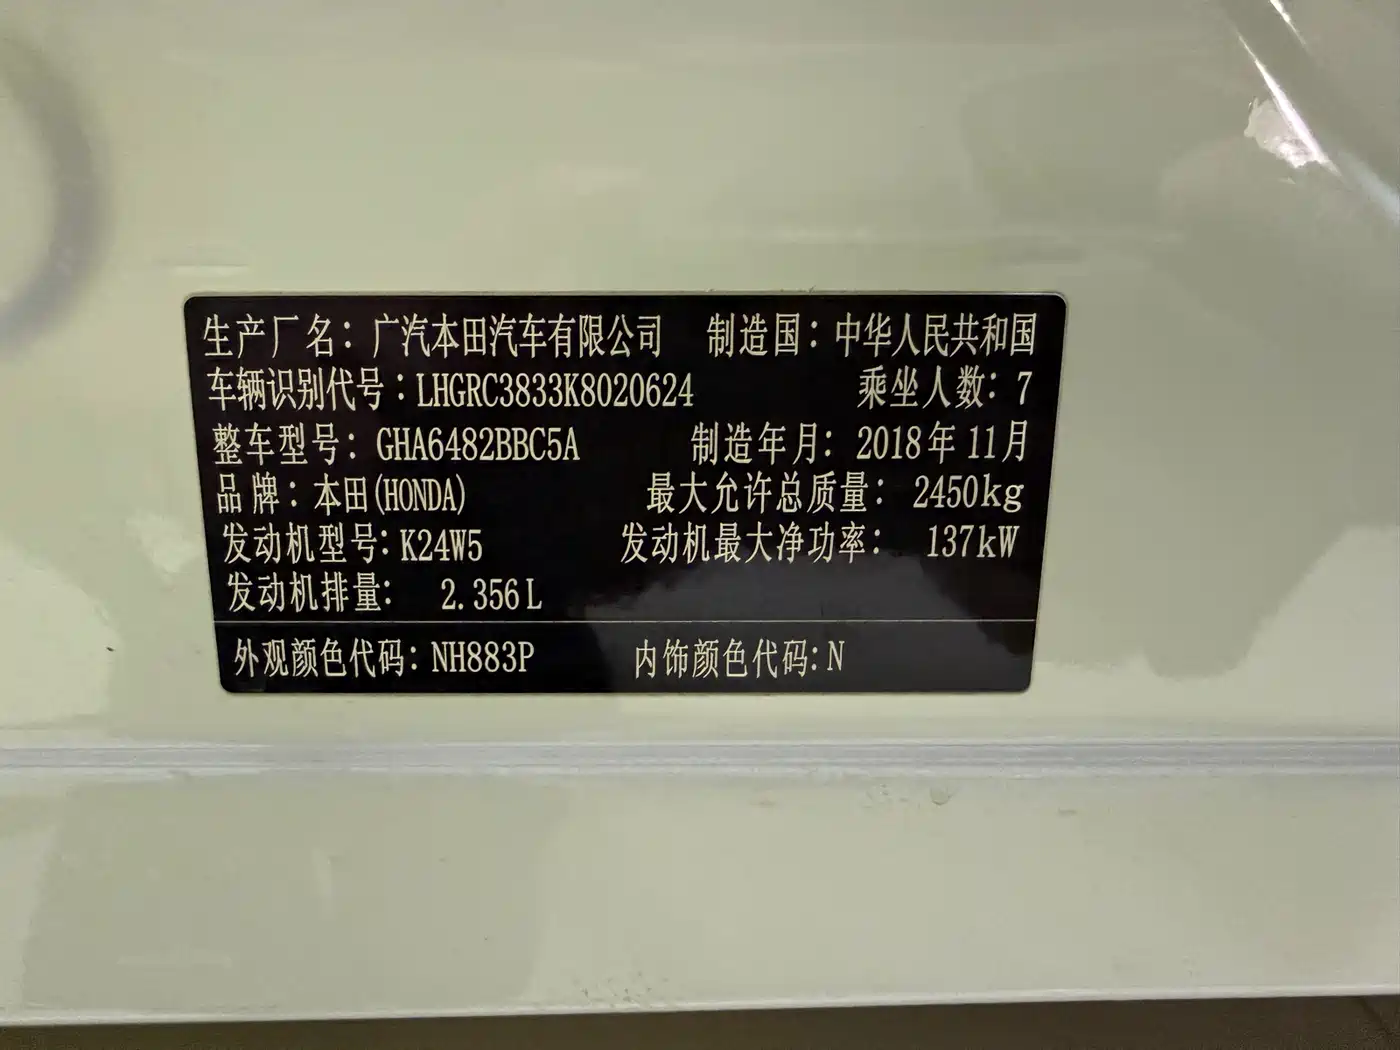 生产厂名：广汽本田汽车有限公司 制造国：中华人民共和国
车辆识别代号：LHGRC3833K8020624 乘坐人数：7
整车型号：GHA6482BBC5A 制造年月：2018年11月
品牌：本田(HONDA) 最大允许总质量：2450kg
发动机型号：K24W5 发动机最大净功率：137kW
发动机排量：2.356L
外观颜色代码：NH883P 内饰颜色代码：N